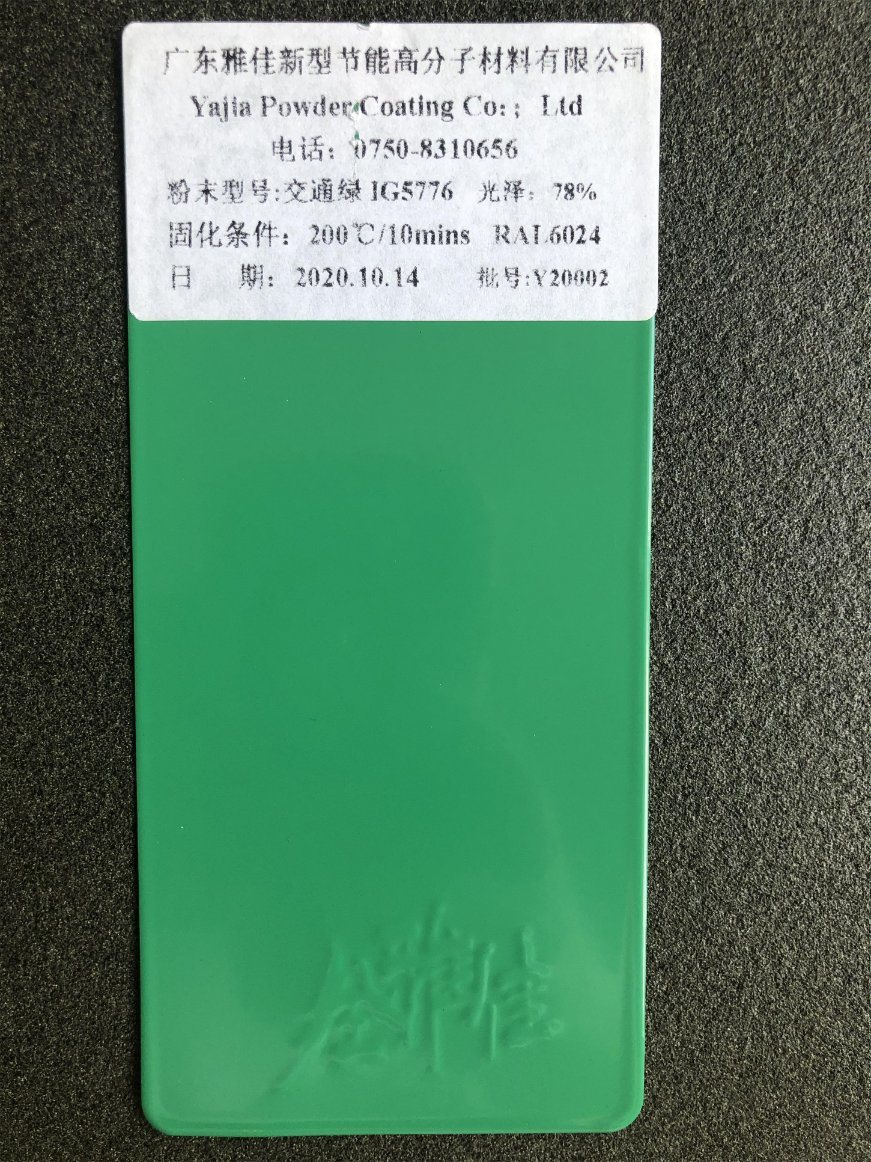 广东雅佳新型节能高分子材料有限公司
Yajia Powder Coating Co:; Ltd
电话：0750-8310656
粉末型号:交通绿 IG5776 光泽：78%
固化条件：200℃/10mins RAL6024
日 期：2020.10.14 批号:Y20002
雅佳